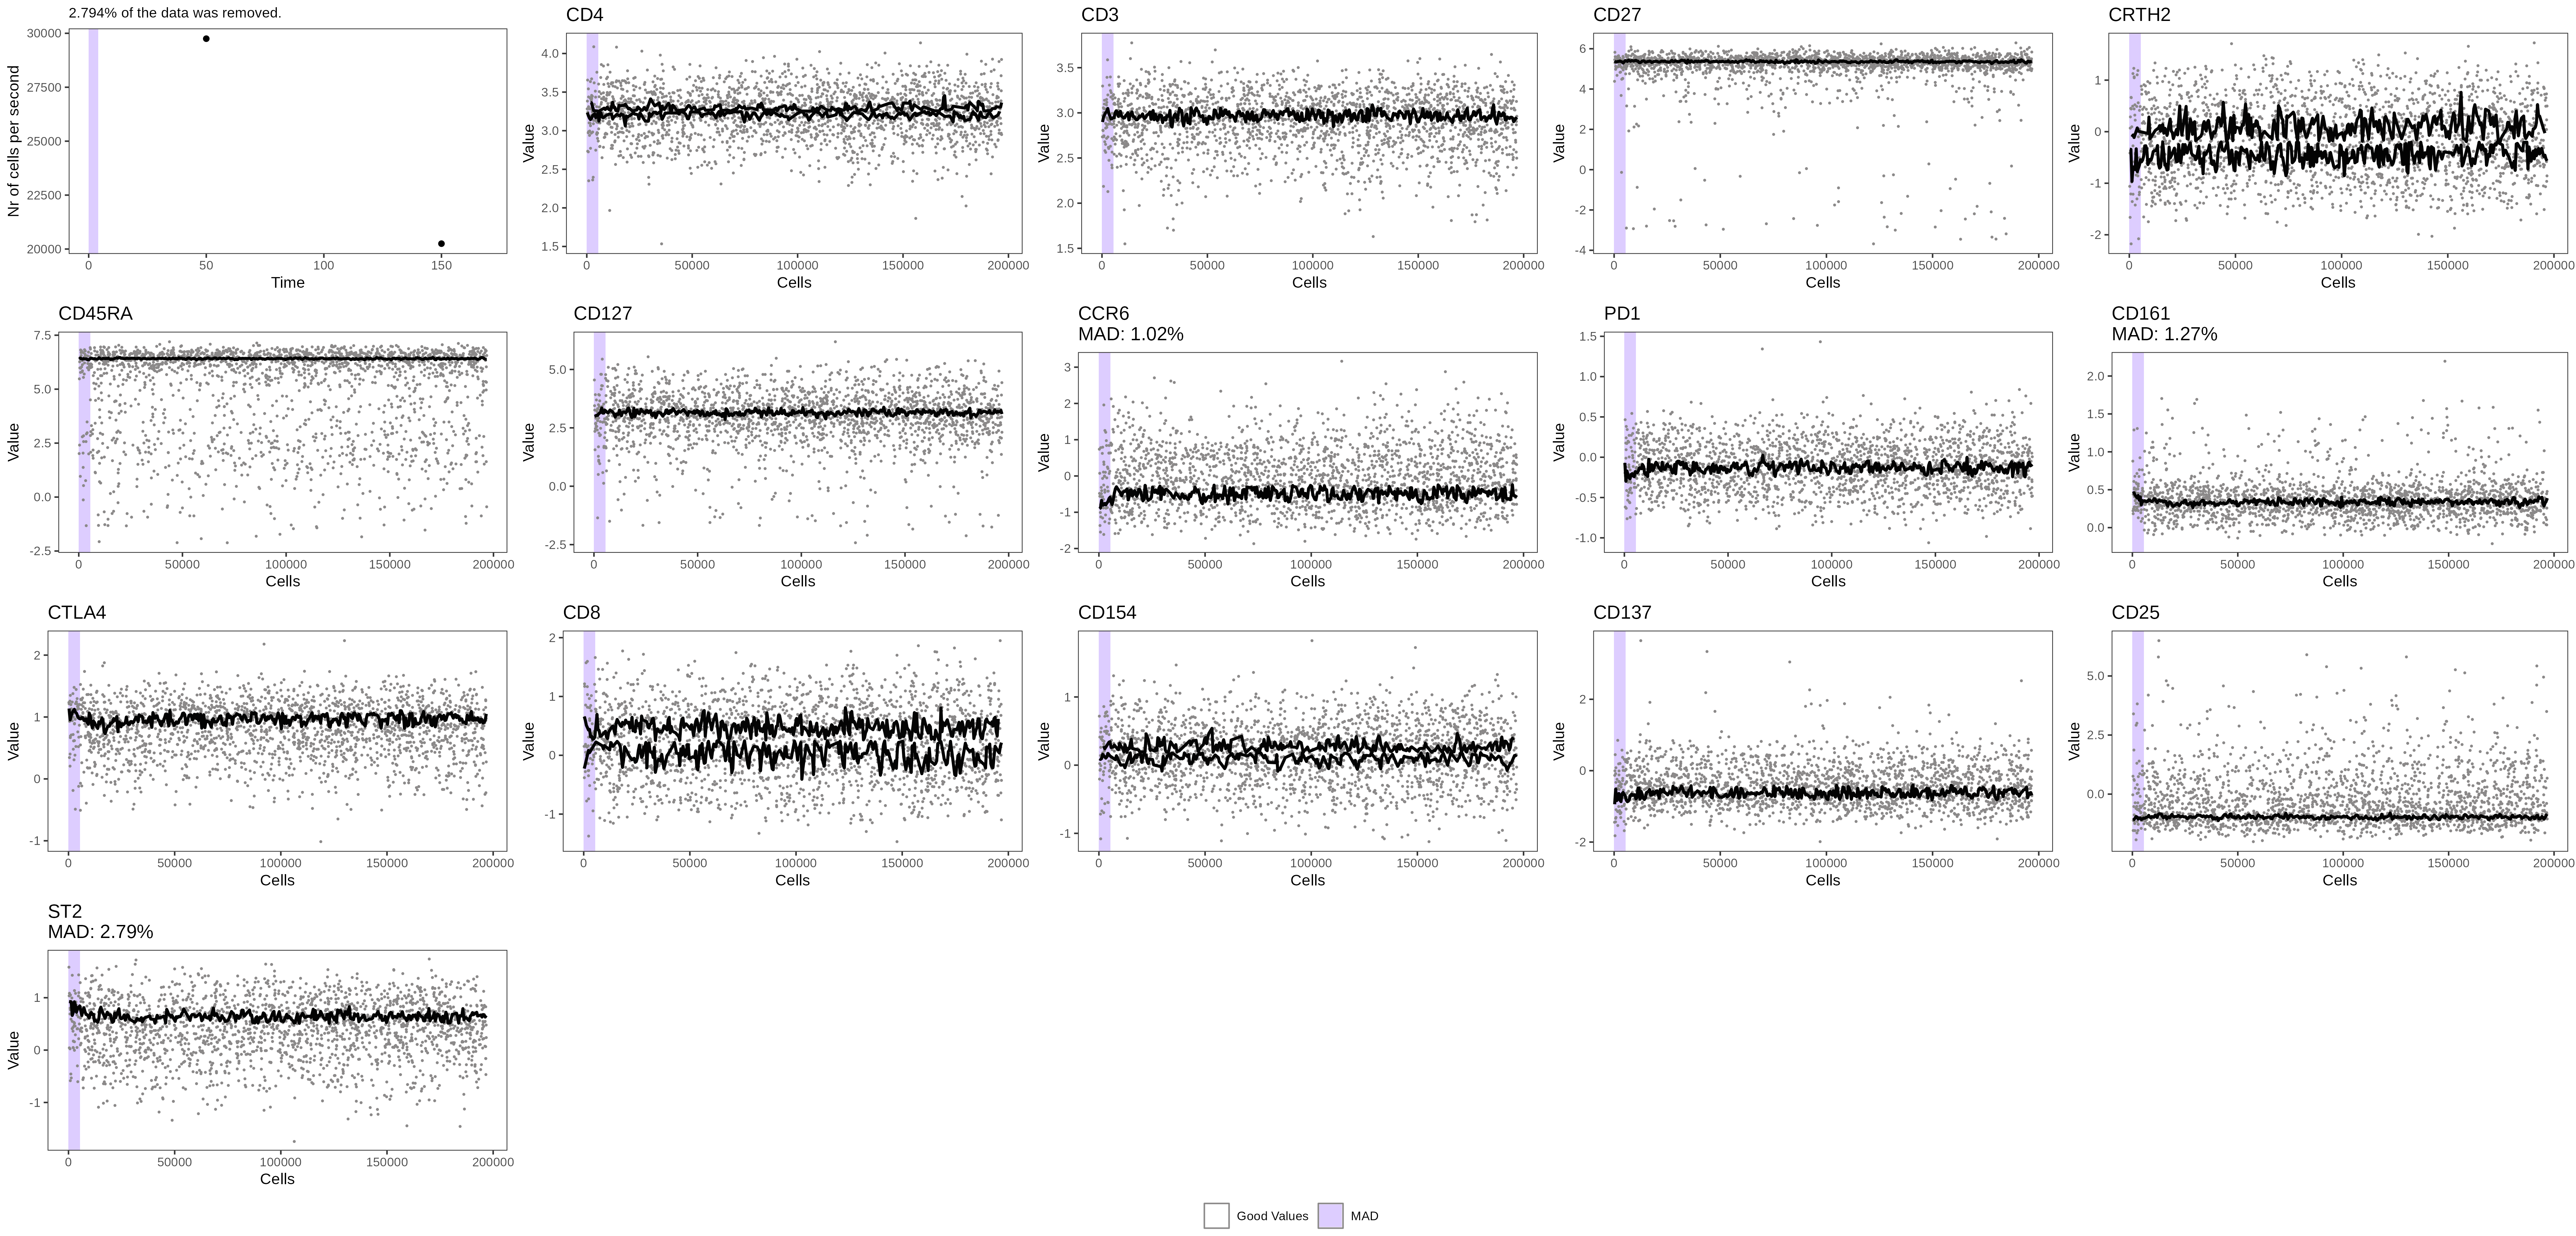 2.794% of the data was removed.
Nr of cells per second
30000
27500
25000
22500
20000
0 50 100 150
Time
CD4
Value
4.0
3.5
3.0
2.5
2.0
1.5
0 50000 100000 150000 200000
Cells
CD3
Value
3.5
3.0
2.5
2.0
1.5
0 50000 100000 150000 200000
Cells
CD27
Value
6
4
2
0
-2
-4
0 50000 100000 150000 200000
Cells
CRTH2
Value
1
0
-1
-2
0 50000 100000 150000 200000
Cells
CD45RA
Value
7.5
5.0
2.5
0.0
-2.5
0 50000 100000 150000 200000
Cells
CD127
Value
5.0
2.5
0.0
-2.5
0 50000 100000 150000 200000
Cells
CCR6
MAD: 1.02%
Value
3
2
1
0
-1
-2
0 50000 100000 150000 200000
Cells
PD1
Value
1.5
1.0
0.5
0.0
-0.5
-1.0
0 50000 100000 150000 200000
Cells
CD161
MAD: 1.27%
Value
2.0
1.5
1.0
0.5
0.0
0 50000 100000 150000 200000
Cells
CTLA4
Value
2
1
0
-1
0 50000 100000 150000 200000
Cells
CD8
Value
2
1
0
-1
0 50000 100000 150000 200000
Cells
CD154
Value
1
0
-1
0 50000 100000 150000 200000
Cells
CD137
Value
2
0
-2
0 50000 100000 150000 200000
Cells
CD25
Value
5.0
2.5
0.0
0 50000 100000 150000 200000
Cells
ST2
MAD: 2.79%
Value
1
0
-1
0 50000 100000 150000 200000
Cells
Good Values MAD